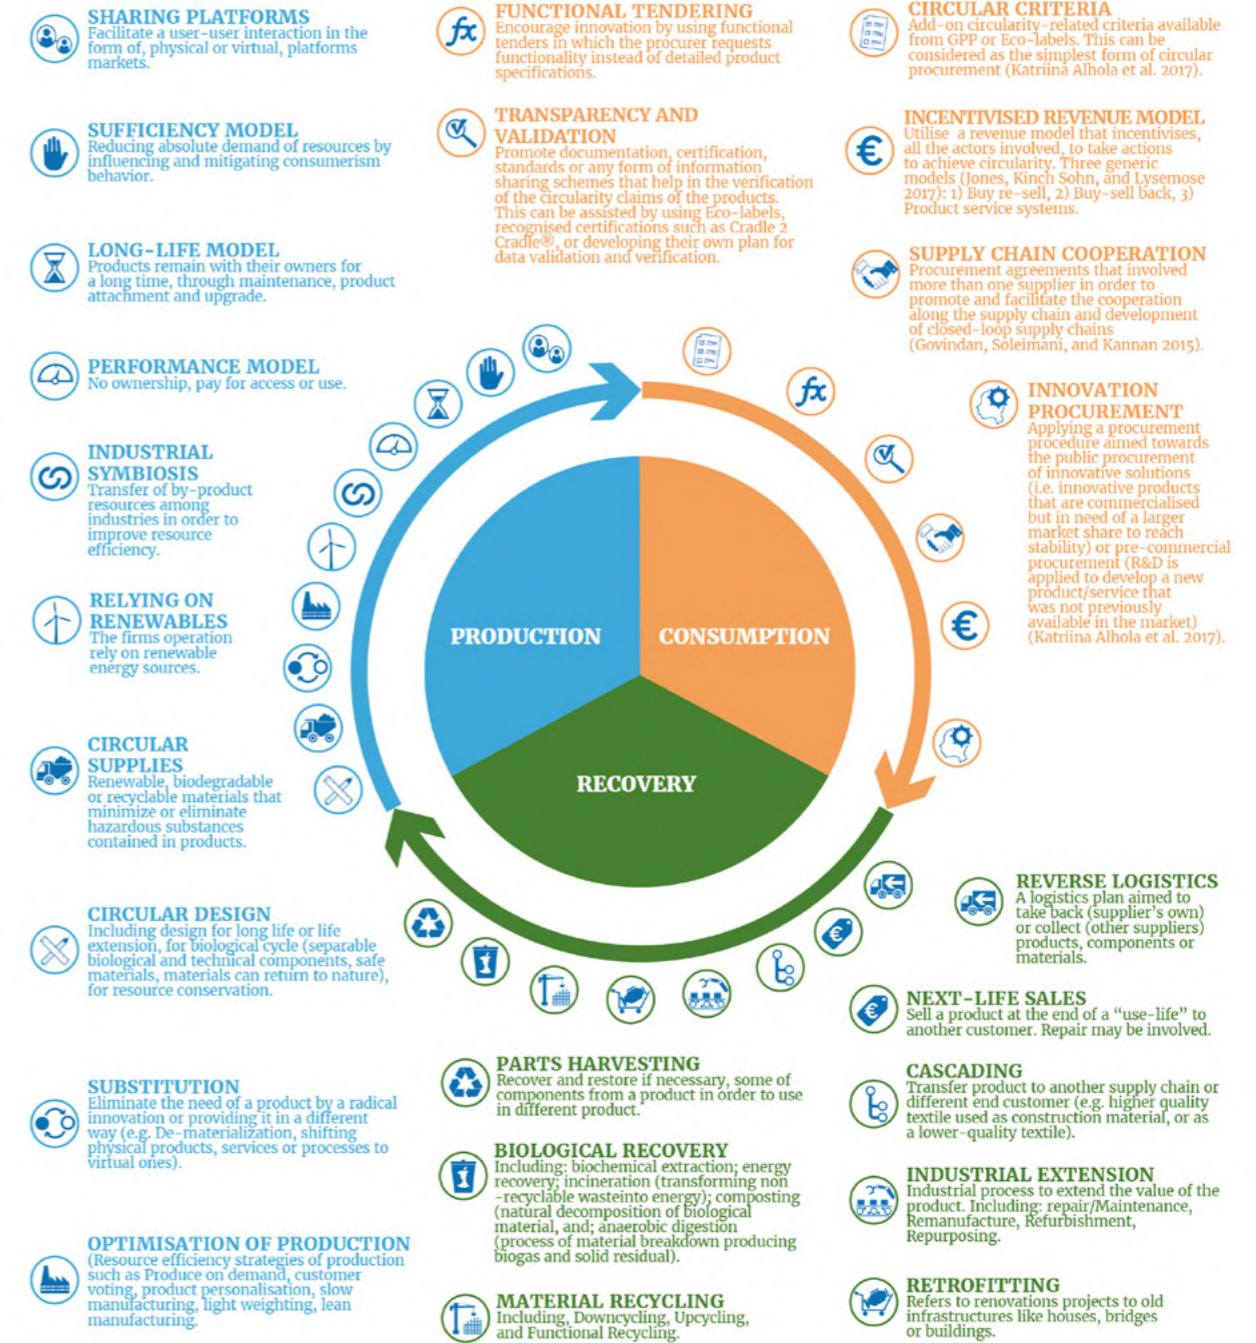 SHARING PLATFORMS
Facilitate a user-user interaction in the
form of, physical or virtual, platforms
markets.
SUFFICIENCY MODEL
Reducing absolute demand of resources by
influencing and mitigating consumerism
behavior.
LONG-LIFE MODEL
Products remain with their owners for
a long time, through maintenance, product
attachment and upgrade.
PERFORMANCE MODEL
No ownership, pay for access or use.
INDUSTRIAL
SYMBIOSIS
Transfer of by-product
resources among
industries in order to
improve resource
efficiency.
RELYING ON
RENEWABLES
The firms operation
rely on renewable
energy sources.
CIRCULAR
SUPPLIES
Renewable, biodegradable
or recyclable materials that
minimize or eliminate
hazardous substances
contained in products.
CIRCULAR DESIGN
Including design for long life or life
extension, for biological cycle (separable
biological and technical components, safe
materials, materials can return to nature),
for resource conservation.
SUBSTITUTION
Eliminate the need of a product by a radical
innovation or providing it in a different
way (e.g. De-materialization, shifting
physical products, services or processes to
virtual ones).
OPTIMISATION OF PRODUCTION
(Resource efficiency strategies of production
such as Produce on demand, customer
voting, product personalisation, slow
manufacturing, light weighting, lean
manufacturing.
fx
FUNCTIONAL TENDERING
Encourage innovation by using functional
tenders in which the procurer requests
functionality instead of detailed product
specifications.
TRANSPARENCY AND
VALIDATION
Promote documentation, certification,
standards or any form of information
sharing schemes that help in the verification
of the circularity claims of the products.
This can be assisted by using Eco-labels,
recognised certifications such as Cradle 2
Cradle®, or developing their own plan for
data validation and verification.
CIRCULAR CRITERIA
Add-on circularity-related criteria available
from GPP or Eco-labels. This can be
considered as the simplest form of circular
procurement (Katriina Alhola et al. 2017).
€
INCENTIVISED REVENUE MODEL
Utilise a revenue model that incentivises,
all the actors involved, to take actions
to achieve circularity. Three generic
models (Jones, Kinch Sohn, and Lysemose
2017): 1) Buy re-sell, 2) Buy-sell back, 3)
Product service systems.
SUPPLY CHAIN COOPERATION
Procurement agreements that involved
more than one supplier in order to
promote and facilitate the cooperation
along the supply chain and development
of closed-loop supply chains
(Govindan, Soleimani, and Kannan 2015).
INNOVATION
PROCUREMENT
Applying a procurement
procedure aimed towards
the public procurement
of innovative solutions
(i.e. innovative products
that are commercialised
but in need of a larger
market share to reach
stability) or pre-commercial
procurement (R&D is
applied to develop a new
product/service that
was not previously
available in the market)
(Katriina Alhola et al. 2017).
fx
€
PRODUCTION
CONSUMPTION
RECOVERY
€
REVERSE LOGISTICS
A logistics plan aimed to
take back (supplier's own)
or collect (other suppliers)
products, components or
materials.
€
NEXT-LIFE SALES
Sell a product at the end of a “use-life” to
another customer. Repair may be involved.
CASCADING
Transfer product to another supply chain or
different end customer (e.g. higher quality
textile used as construction material, or as
a lower-quality textile).
INDUSTRIAL EXTENSION
Industrial process to extend the value of the
product. Including: repair/Maintenance,
Remanufacture, Refurbishment,
Repurposing.
RETROFITTING
Refers to renovations projects to old
infrastructures like houses, bridges
or buildings.
PARTS HARVESTING
Recover and restore if necessary, some of
components from a product in order to use
in different product.
BIOLOGICAL RECOVERY
Including: biochemical extraction; energy
recovery; incineration (transforming non
-recyclable wasteinto energy); composting
(natural decomposition of biological
material, and; anaerobic digestion
(process of material breakdown producing
biogas and solid residual).
MATERIAL RECYCLING
Including, Downcycling, Upcycling,
and Functional Recycling.